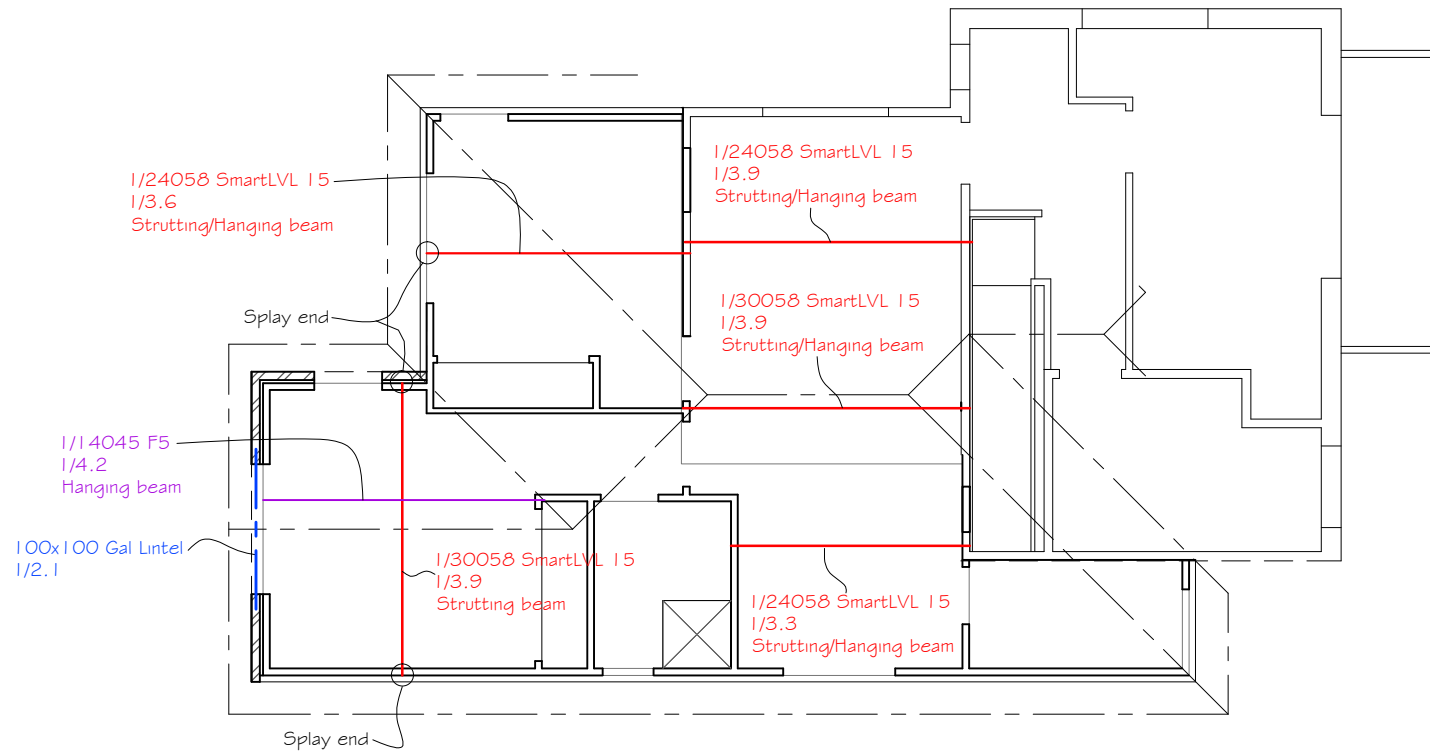 1/24058 SmartLVL 15
1/3.9
Strutting/Hanging beam
1/24058 SmartLVL 15
1/3.6
Strutting/Hanging beam
1/30058 SmartLVL 15
1/3.9
Strutting/Hanging beam
Splay end
1/14045 F5
1/4.2
Hanging beam
100x100 Gal Lintel
1/2.1
1/30058 SmartLVL 15
1/3.9
Strutting beam
1/24058 SmartLVL 15
1/3.3
Strutting/Hanging beam
Splay end